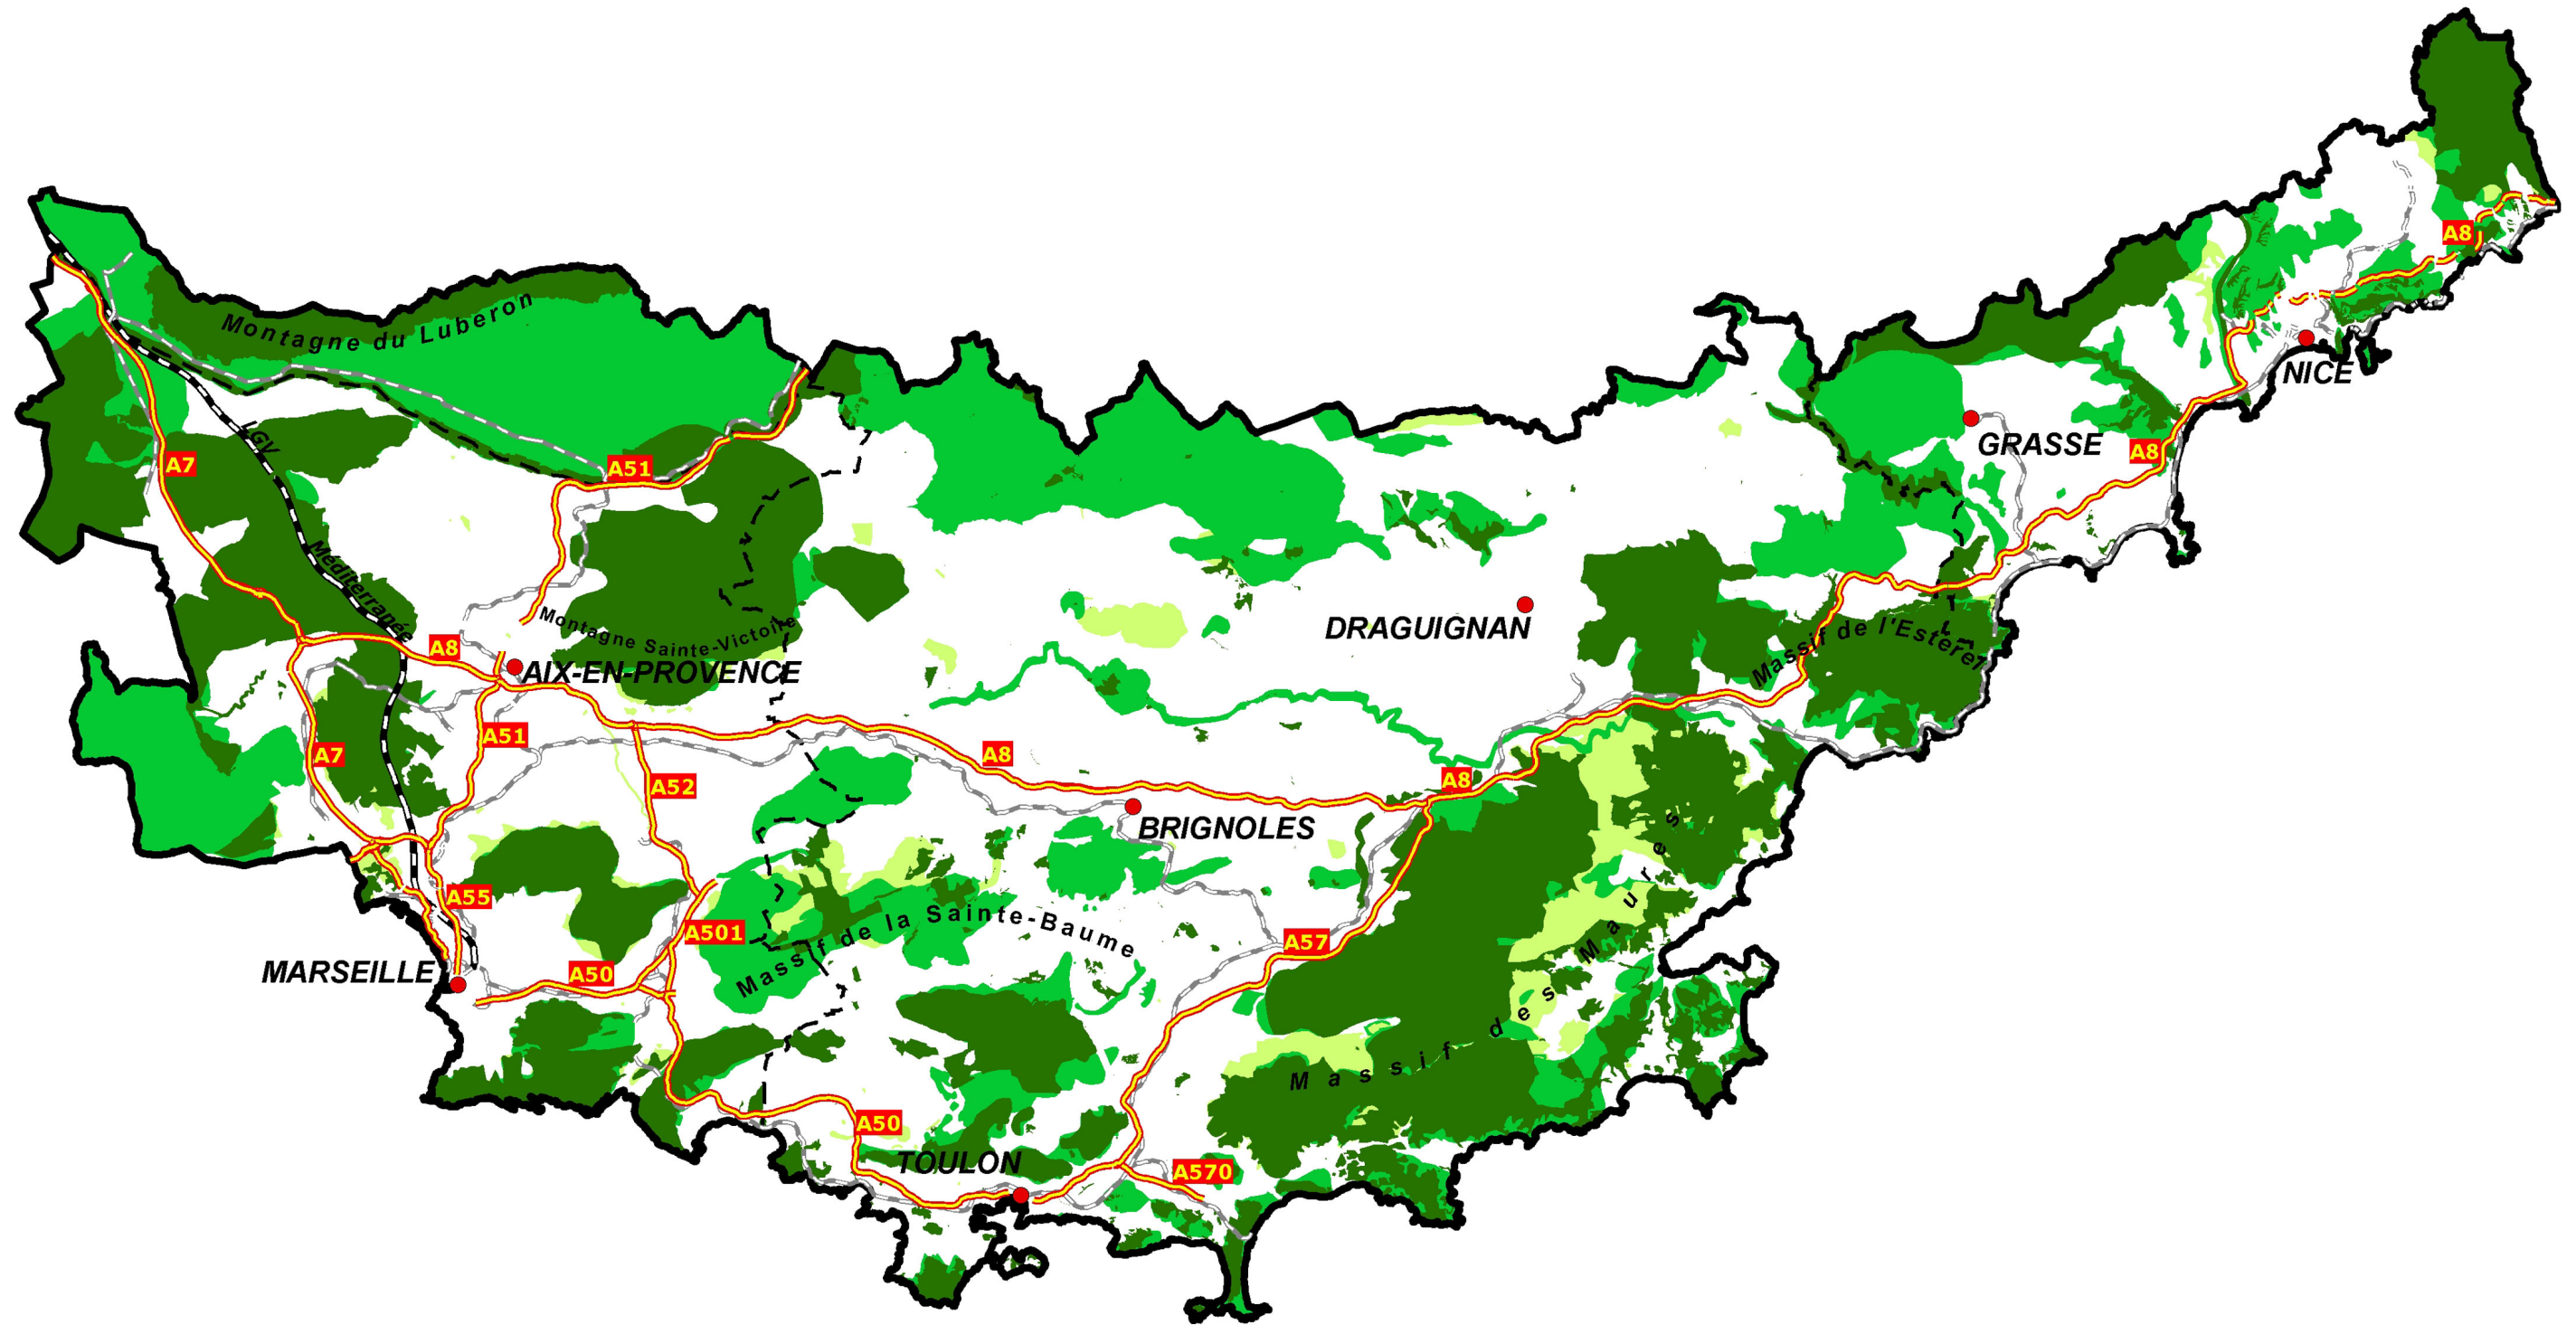 A8
Montagne du Luberon
NICE
LGV
GRASSE
A8
A7
A51
Méditerranée
Montagne Sainte-Victoire
DRAGUIGNAN
Massif de l'Esterel
A8
AIX-EN-PROVENCE
A7
A51
A8
A52
A8
BRIGNOLES
A55
A501
Massif de la Sainte-Baume
A57
MARSEILLE
A50
Massif des Maures
A50
TOULON
A570